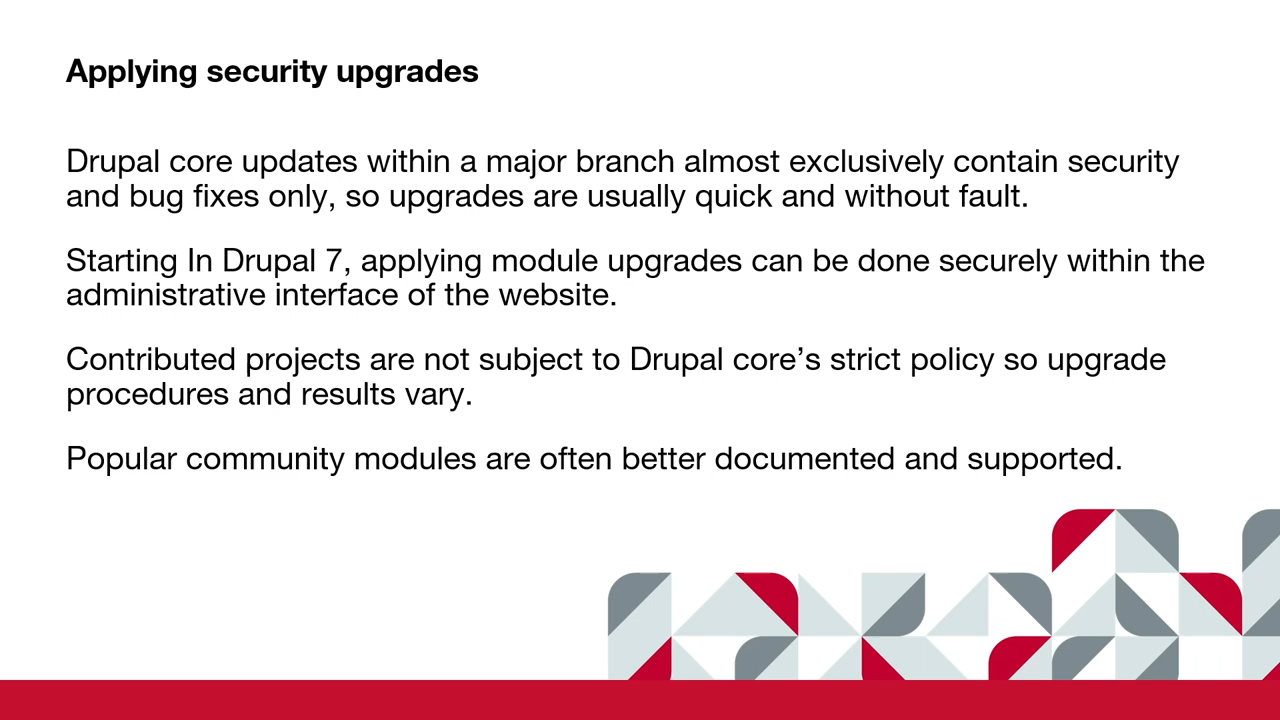 Applying security upgrades
Drupal core updates within a major branch almost exclusively contain security
and bug fixes only, so upgrades are usually quick and without fault.
Starting In Drupal 7, applying module upgrades can be done securely within the
administrative interface of the website.
Contributed projects are not subject to Drupal core’s strict policy so upgrade
procedures and results vary.
Popular community modules are often better documented and supported.